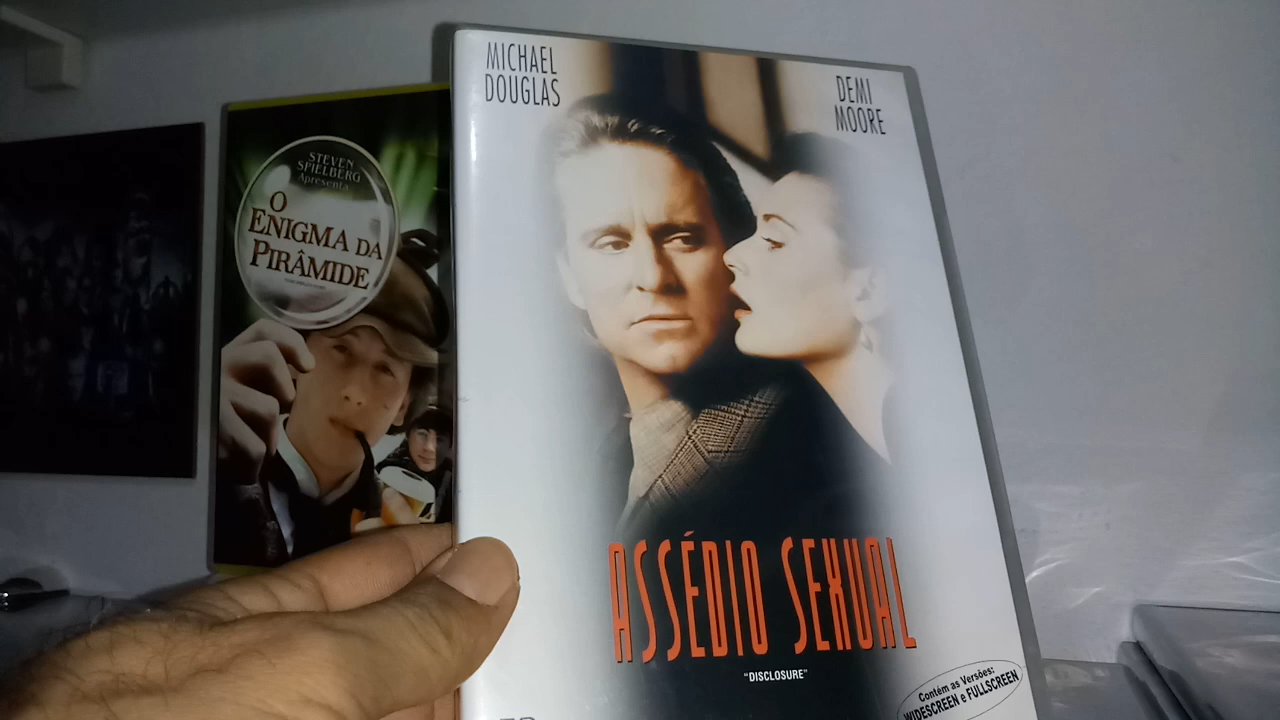 MICHAEL
DOUGLAS
DEMI
MOORE
ASSÉDIO SEXUAL
"DISCLOSURE"
Contém as Versões:
WIDESCREEN e FULLSCREEN
STEVEN
SPIELBERG
Apresenta
O
ENIGMA DA
PIRÂMIDE